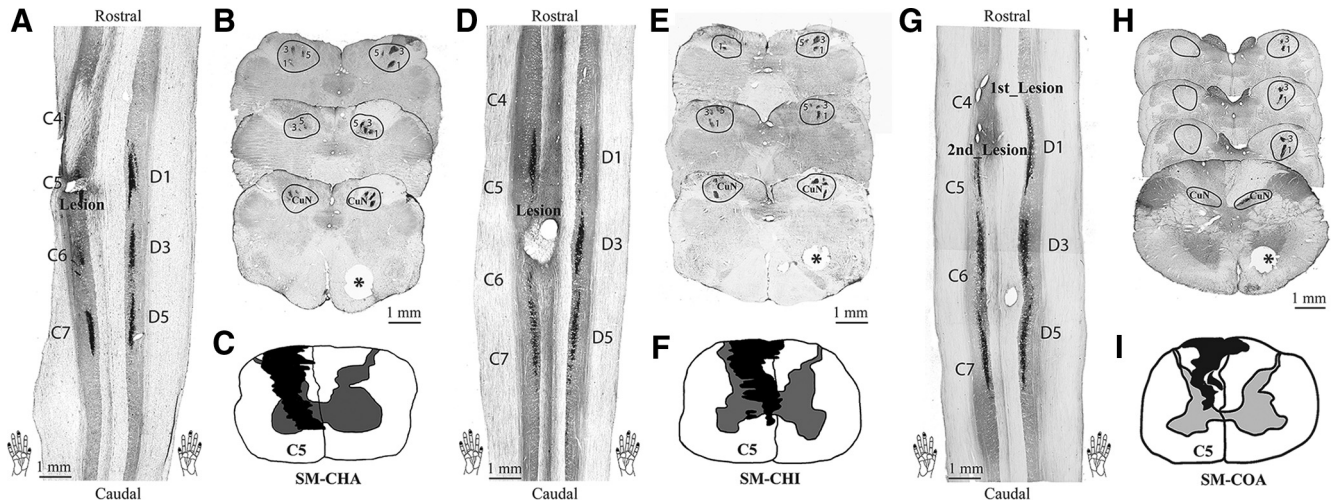 A
Rostral
C4
C5
Lesion
C6
C7
D1
D3
D5
1 mm
Caudal
B
3
5
1
5
3
1
3
5
5
3
1
CuN
CuN
*
1 mm
C
C5
SM-CHA
D
Rostral
C4
C5
Lesion
C6
C7
D1
D3
D5
1 mm
Caudal
E
1
5
3
1
3
5
5
3
1
CuN
CuN
*
1 mm
F
C5
SM-CHI
G
Rostral
C4
1st_Lesion
2nd_Lesion
D1
C5
D3
C6
D5
C7
1 mm
Caudal
H
3
1
3
1
3
1
CuN
CuN
*
1 mm
I
C5
SM-COA